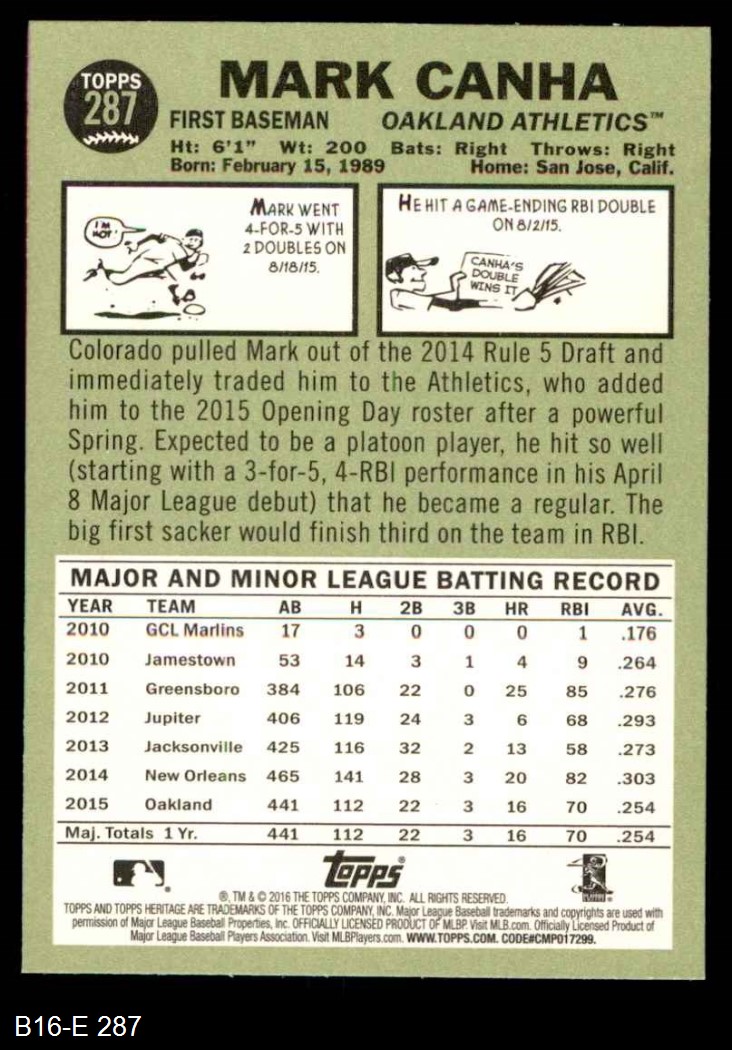 TOPPS
287
MARK CANHA
FIRST BASEMAN OAKLAND ATHLETICS™
Ht: 6'1" Wt: 200 Bats: Right Throws: Right
Born: February 15, 1989 Home: San Jose, Calif.
I'M
HOT!
MARK WENT
4-FOR-5 WITH
2 DOUBLES ON
8/18/15.
HE HIT A GAME-ENDING RBI DOUBLE
ON 8/2/15.
CANHA'S
DOUBLE
WINS IT
Colorado pulled Mark out of the 2014 Rule 5 Draft and
immediately traded him to the Athletics, who added
him to the 2015 Opening Day roster after a powerful
Spring. Expected to be a platoon player, he hit so well
(starting with a 3-for-5, 4-RBI performance in his April
8 Major League debut) that he became a regular. The
big first sacker would finish third on the team in RBI.
MAJOR AND MINOR LEAGUE BATTING RECORD
YEAR TEAM AB H 2B 3B HR RBI AVG.
2010 GCL Marlins 17 3 0 0 0 1 .176
2010 Jamestown 53 14 3 1 4 9 .264
2011 Greensboro 384 106 22 0 25 85 .276
2012 Jupiter 406 119 24 3 6 68 .293
2013 Jacksonville 425 116 32 2 13 58 .273
2014 New Orleans 465 141 28 3 20 82 .303
2015 Oakland 441 112 22 3 16 70 .254
Maj. Totals 1 Yr. 441 112 22 3 16 70 .254
Topps®
®, TM & © 2016 THE TOPPS COMPANY, INC. ALL RIGHTS RESERVED.
TOPPS AND TOPPS HERITAGE ARE TRADEMARKS OF THE TOPPS COMPANY, INC. Major League Baseball trademarks and copyrights are used with
permission of Major League Baseball Properties, Inc. OFFICIALLY LICENSED PRODUCT OF MLBP. Visit MLB.com. Officially Licensed Product of
Major League Baseball Players Association. Visit MLBPlayers.com. WWW.TOPPS.COM. CODE#CMP017299.
B16-E 287